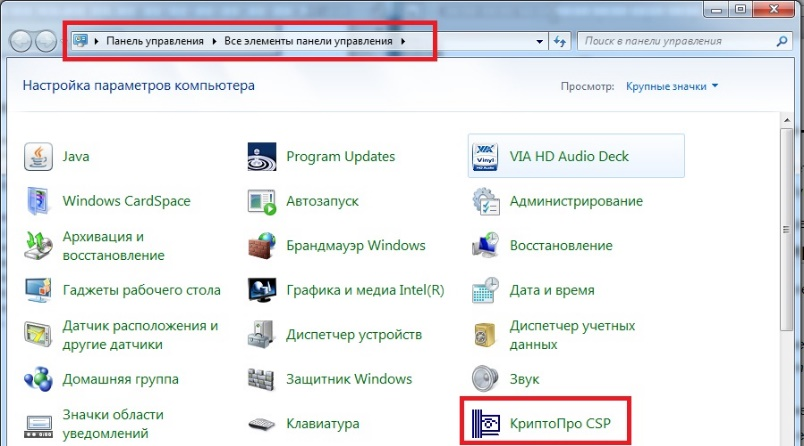 Панель управления Все элементы панели управления Поиск в панели управления
Настройка параметров компьютера Просмотр: Крупные значки
Java Program Updates VIA HD Audio Deck
Windows CardSpace Автозапуск Администрирование
Архивация и восстановление Брандмауэр Windows Восстановление
Гаджеты рабочего стола Графика и медиа Intel(R) Дата и время
Датчик расположения и другие датчики Диспетчер устройств Диспетчер учетных данных
Домашняя группа Защитник Windows Звук
Значки области уведомлений Клавиатура КриптоПро CSP
VIA
Vinyl